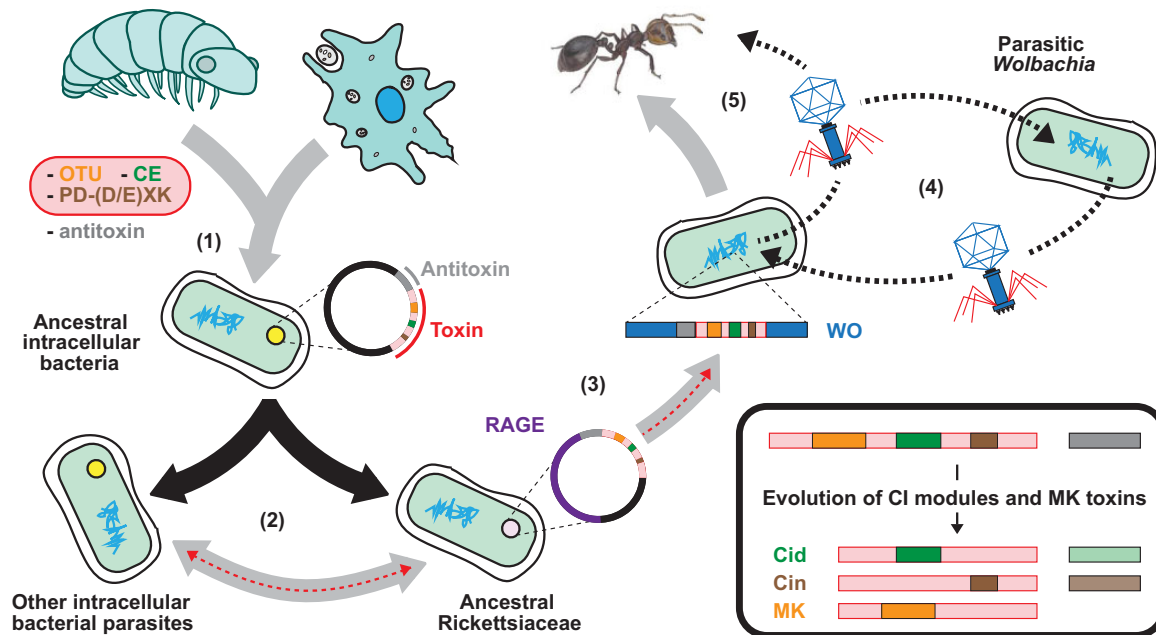 - OTU - CE
- PD-(D/E)XK
- antitoxin
(1)
Ancestral
intracellular
bacteria
Antitoxin
Toxin
(2)
Other intracellular
bacterial parasites
Ancestral
Rickettsiaceae
RAGE
(3)
WO
(5)
(4)
Parasitic
Wolbachia
Evolution of CI modules and MK toxins
Cid
Cin
MK